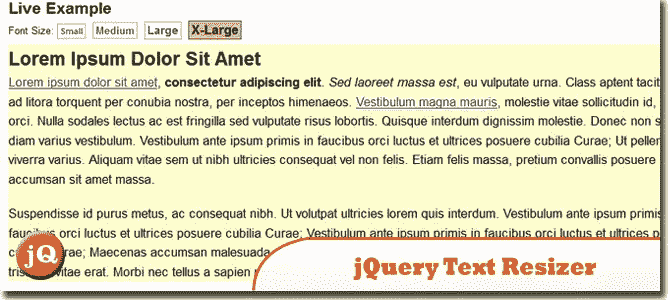 Live Example
Font Size: Small Medium Large X-Large
Lorem Ipsum Dolor Sit Amet
Lorem ipsum dolor sit amet, consectetur adipiscing elit. Sed laoreet massa est, eu vulputate urna. Class aptent tacit
ad litora torquent per conubia nostra, per inceptos himenaeos. Vestibulum magna mauris, molestie vitae sollicitudin id,
orci. Nulla sodales lectus ac est fringilla sed vulputate risus lobortis. Quisque interdum dignissim molestie. Donec non s
diam varius vestibulum. Vestibulum ante ipsum primis in faucibus orci luctus et ultrices posuere cubilia Curae; Ut peller
viverra varius. Aliquam vitae sem ut nibh ultricies consequat vel non felis. Etiam felis massa, pretium convallis posuere
accumsan sit amet massa.
Suspendisse id purus metus, ac consequat nibh. Ut volutpat ultricies lorem quis interdum. Vestibulum ante ipsum primis
faucibus orci luctus et ultrices posuere cubilia Curae; Vestibulum ante ipsum primis in faucibus orci luctus et ultrices p
rae; Maecenas accumsan malesuada
tris vitae erat. Morbi nec tellus a sapien
jQ
jQuery Text Resizer